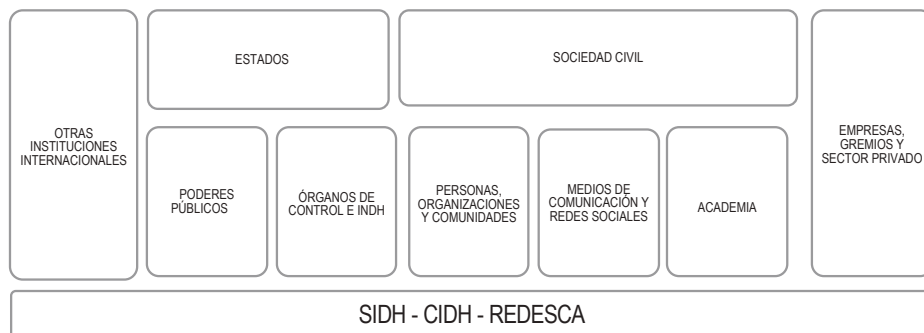 OTRAS
INSTITUCIONES
INTERNACIONALES
ESTADOS
SOCIEDAD CIVIL
EMPRESAS,
GREMIOS Y
SECTOR PRIVADO
PODERES
PÚBLICOS
ÓRGANOS DE
CONTROL E INDH
PERSONAS,
ORGANIZACIONES
Y COMUNIDADES
MEDIOS DE
COMUNICACIÓN Y
REDES SOCIALES
ACADEMIA
SIDH - CIDH - REDESCA